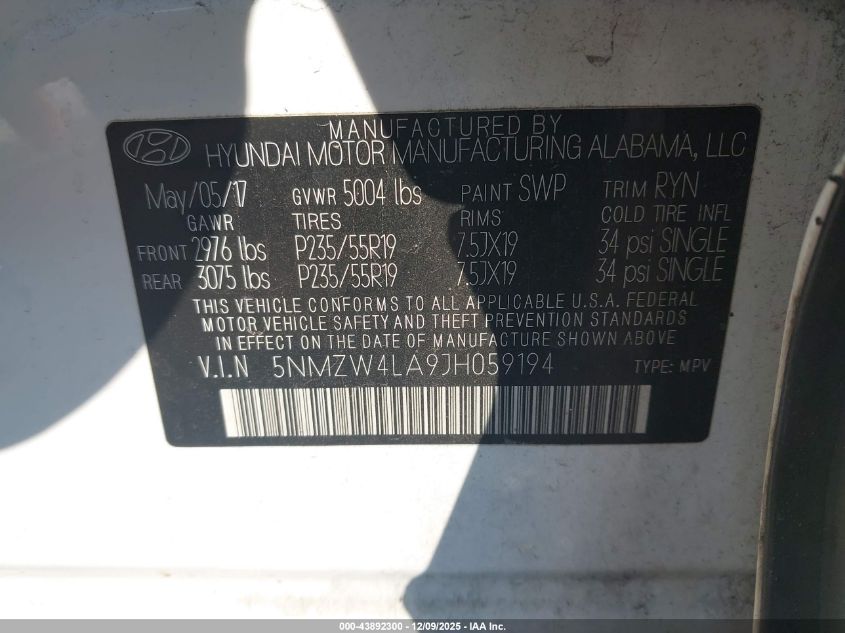 MANUFACTURED BY
HYUNDAI MOTOR MANUFACTURING ALABAMA, LLC
May/05/17 GVWR 5004 lbs PAINT SWP TRIM RYN
GAWR TIRES RIMS COLD TIRE INFL
FRONT 2976 lbs P235/55R19 7.5JX19 34 psi SINGLE
REAR 3075 lbs P235/55R19 7.5JX19 34 psi SINGLE
THIS VEHICLE CONFORMS TO ALL APPLICABLE U.S.A. FEDERAL
MOTOR VEHICLE SAFETY AND THEFT PREVENTION STANDARDS
IN EFFECT ON THE DATE OF MANUFACTURE SHOWN ABOVE
V.I.N 5NMZW4LA9JH059194 TYPE: MPV
000-43892300 - 12/09/2025 - IAA Inc.